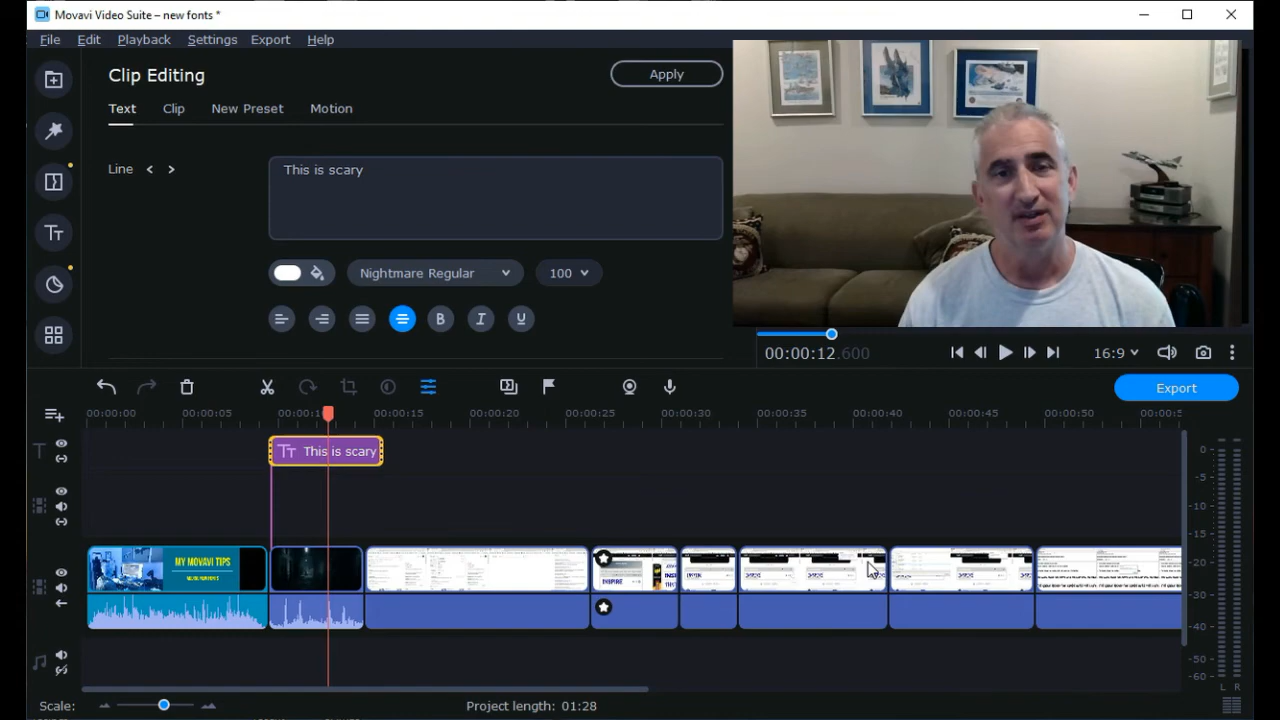 Movavi Video Suite – new fonts *
File Edit Playback Settings Export Help
Clip Editing
Apply
Text Clip New Preset Motion
Line
This is scary
Nightmare Regular
100
B I U
00:00:12.600
16:9
Export
00:00:00 00:00:05 00:00:10 00:00:15 00:00:20 00:00:25 00:00:30 00:00:35 00:00:40 00:00:45 00:00:50
This is scary
MY MOVAVI TIPS
0
-5
-10
-15
-20
-30
-40
-50
-60
L R
Scale:
Project length: 01:28